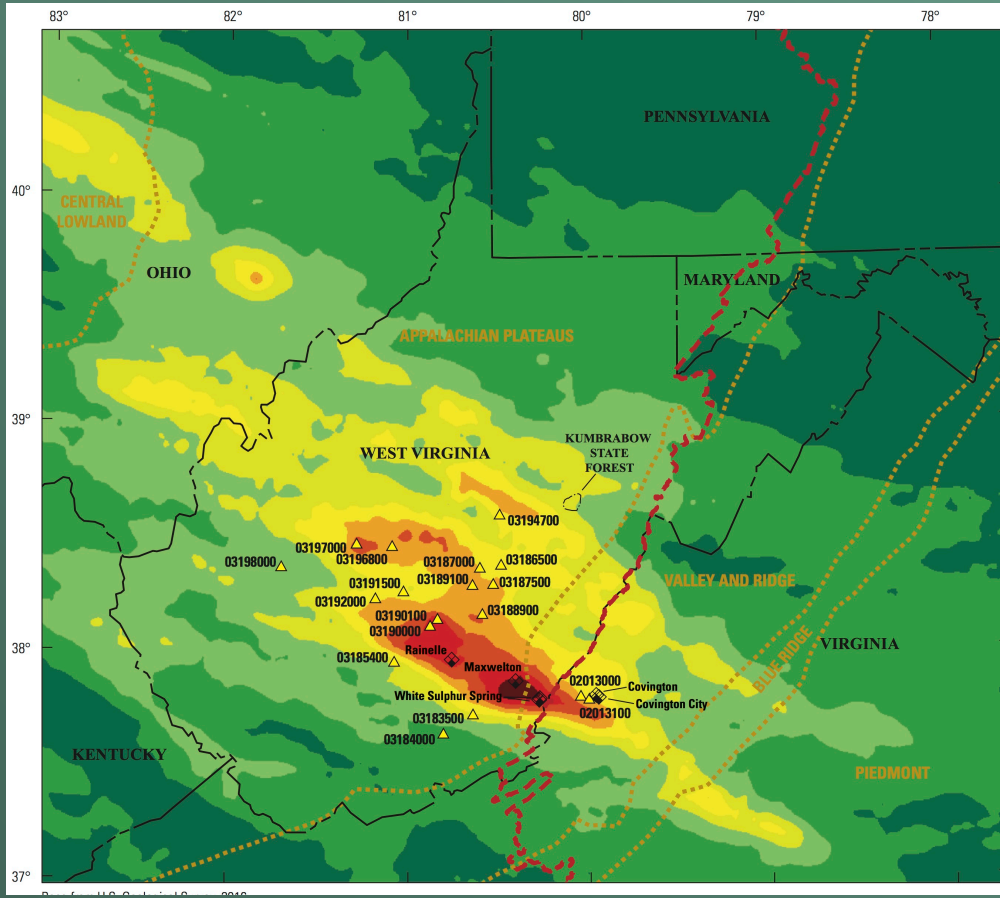 83°
82°
81°
80°
79°
78°
PENNSYLVANIA
40°
CENTRAL
LOWLAND
OHIO
MARYLAND
APPALACHIAN PLATEAUS
39°
KUMBRABOW
STATE
FOREST
WEST VIRGINIA
03194700
03197000
03196800
03198000
03187000
03186500
03189100
03187500
03191500
VALLEY AND RIDGE
03192000
03190100
03188900
03190000
38°
VIRGINIA
Rainelle
03185400
Maxwelton
BLUE RIDGE
02013000
Covington
White Sulphur Spring
Covington City
02013100
03183500
03184000
KENTUCKY
PIEDMONT
37°